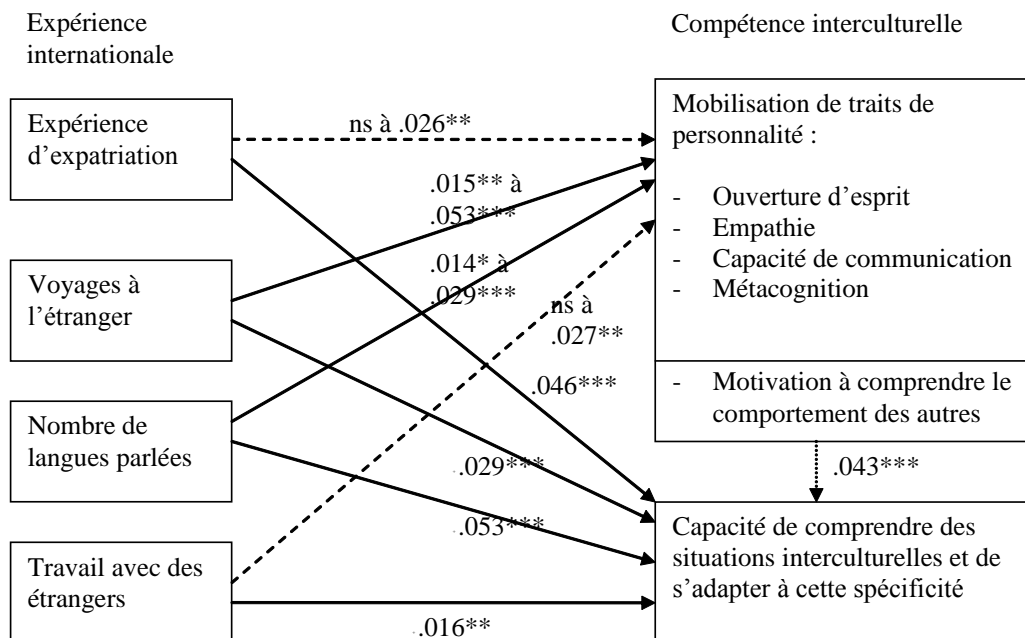 Expérience
internationale
Compétence interculturelle
Expérience
d’expatriation
Voyages à
l’étranger
Nombre de
langues parlées
Travail avec des
étrangers
ns à .026**
.015** à
.053***
.014* à
.029***
ns à
.027**
.046***
.029***
.053***
.016**
Mobilisation de traits de
personnalité :
- Ouverture d’esprit
- Empathie
- Capacité de communication
- Métacognition
- Motivation à comprendre le
comportement des autres
.043***
Capacité de comprendre des
situations interculturelles et de
s’adapter à cette spécificité